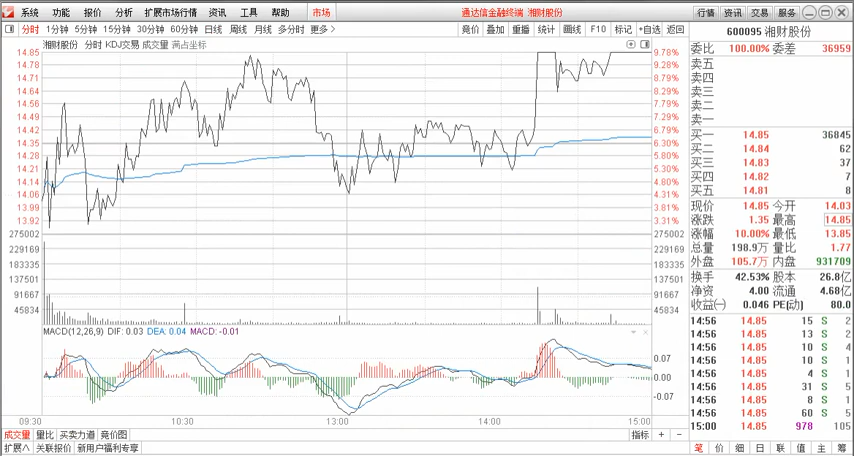 系统 功能 报价 分析 扩展市场行情 资讯 工具 帮助 市场 通达信金融终端 湘财股份 行情 资讯 交易 服务
分时 1分钟 5分钟 15分钟 30分钟 60分钟 日线 周线 月线 多分时 更多> 竞价 叠加 重播 统计 画线 F10 标记 +自选 返回
湘财股份 分时 KDJ交易 成交量 满占坐标
14.85 9.78%
14.78 9.28%
14.71 8.78%
14.64 8.29%
14.56 7.79%
14.49 7.29%
14.42 6.79%
14.35 6.30%
14.28 5.80%
14.21 5.30%
14.14 4.80%
14.06 4.31%
13.99 3.81%
13.92 3.31%
275002 275002
229169 229169
183335 183335
137501 137501
91667 91667
45834 45834
MACD(12,26,9) DIF: 0.03 DEA: 0.04 MACD: -0.01
0.07
0.00
-0.07
09:30 10:30 13:00 14:00 15:00
成交量 量比 买卖力道 竞价图 指标 + -
扩展∧ 关联报价 新用户福利专享
600095 湘财股份
委比 100.00% 委差 36959
卖五
卖四
卖三
卖二
卖一
买一 14.85 36845
买二 14.84 62
买三 14.83 37
买四 14.82 7
买五 14.81 8
现价 14.85 今开 14.03
涨跌 1.35 最高 14.85
涨幅 10.00% 最低 13.85
总量 198.9万 量比 1.77
外盘 105.7万 内盘 931709
换手 42.53% 股本 26.8亿
净资 4.00 流通 4.68亿
收益㈠ 0.046 PE[动] 80.0
14:56 14.85 15 S 2
14:56 14.85 13 S 2
14:56 14.85 10 S 4
14:56 14.85 10 S 1
14:56 14.85 4 S 1
14:56 14.85 31 S 5
14:56 14.85 8 S 1
14:56 14.85 60 S 5
15:00 14.85 978 105
笔 价 细 日 联 值 主 筹